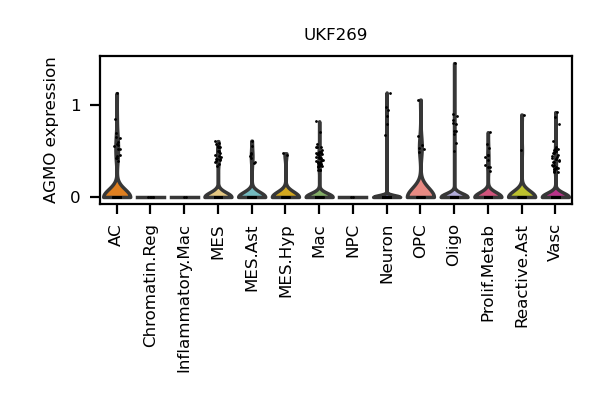 UKF269
AGMO expression
1
0
AC
Chromatin.Reg
Inflammatory.Mac
MES
MES.Ast
MES.Hyp
Mac
NPC
Neuron
OPC
Oligo
Prolif.Metab
Reactive.Ast
Vasc